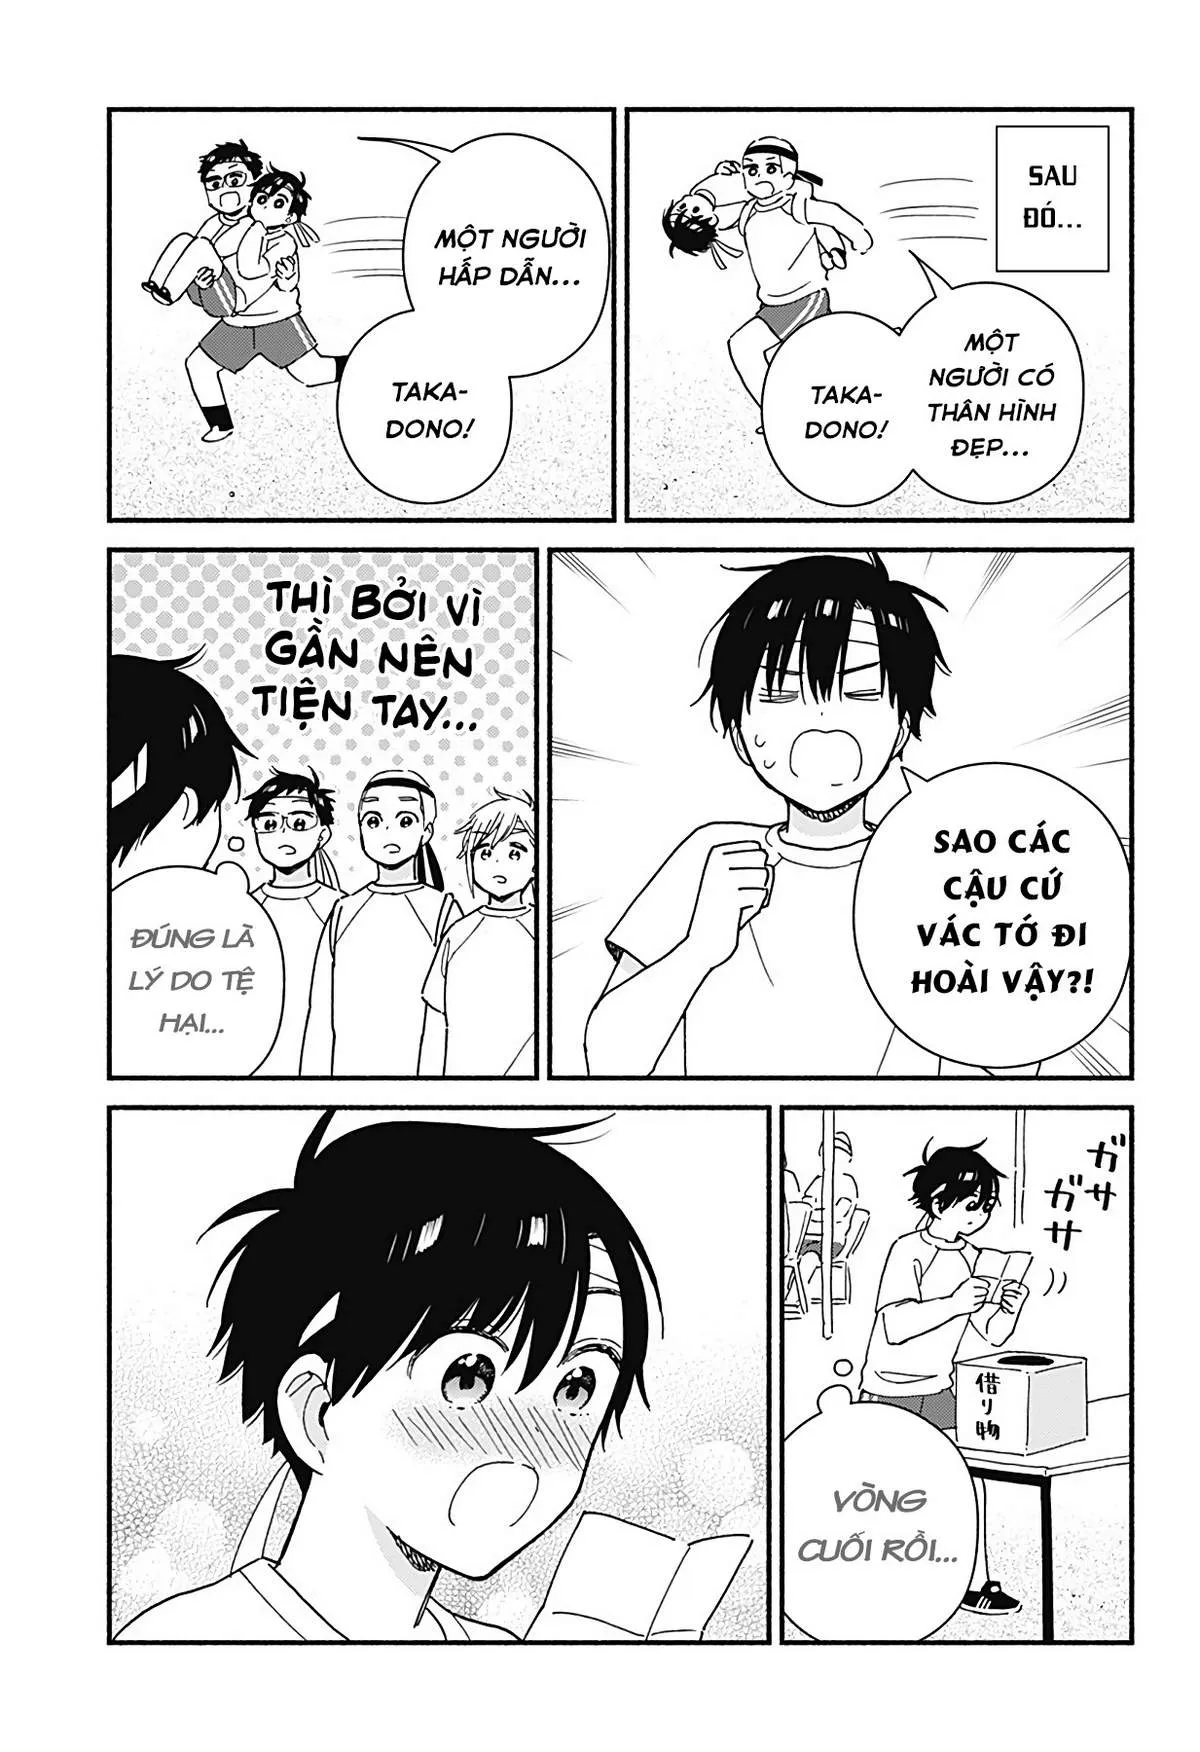 SAU
ĐÓ...
MỘT
NGƯỜI CÓ
THÂN HÌNH
ĐẸP...
TAKA-
DONO!
MỘT NGƯỜI
HẤP DẪN...
TAKA-
DONO!
SAO CÁC
CẬU CỨ
VÁC TỚ ĐI
HOÀI VẬY?!
THÌ BỞI VÌ
GẦN NÊN
TIỆN TAY...
ĐÚNG LÀ
LÝ DO TỆ
HẠI...
ガサ
ガサ
借り物
VÒNG
CUỐI RỒI...